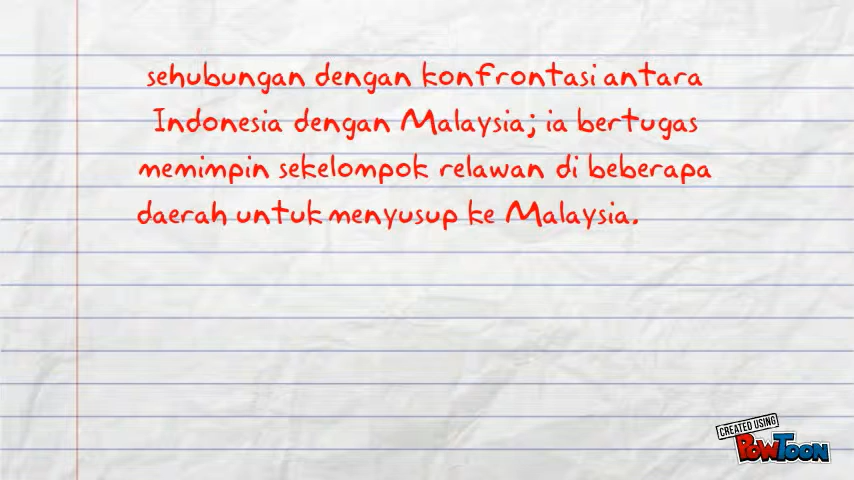 sehubungan dengan konfrontasi antara
Indonesia dengan Malaysia; ia bertugas
memimpin sekelompok relawan di beberapa
daerah untuk menyusup ke Malaysia.
CREATED USING
POWTOON